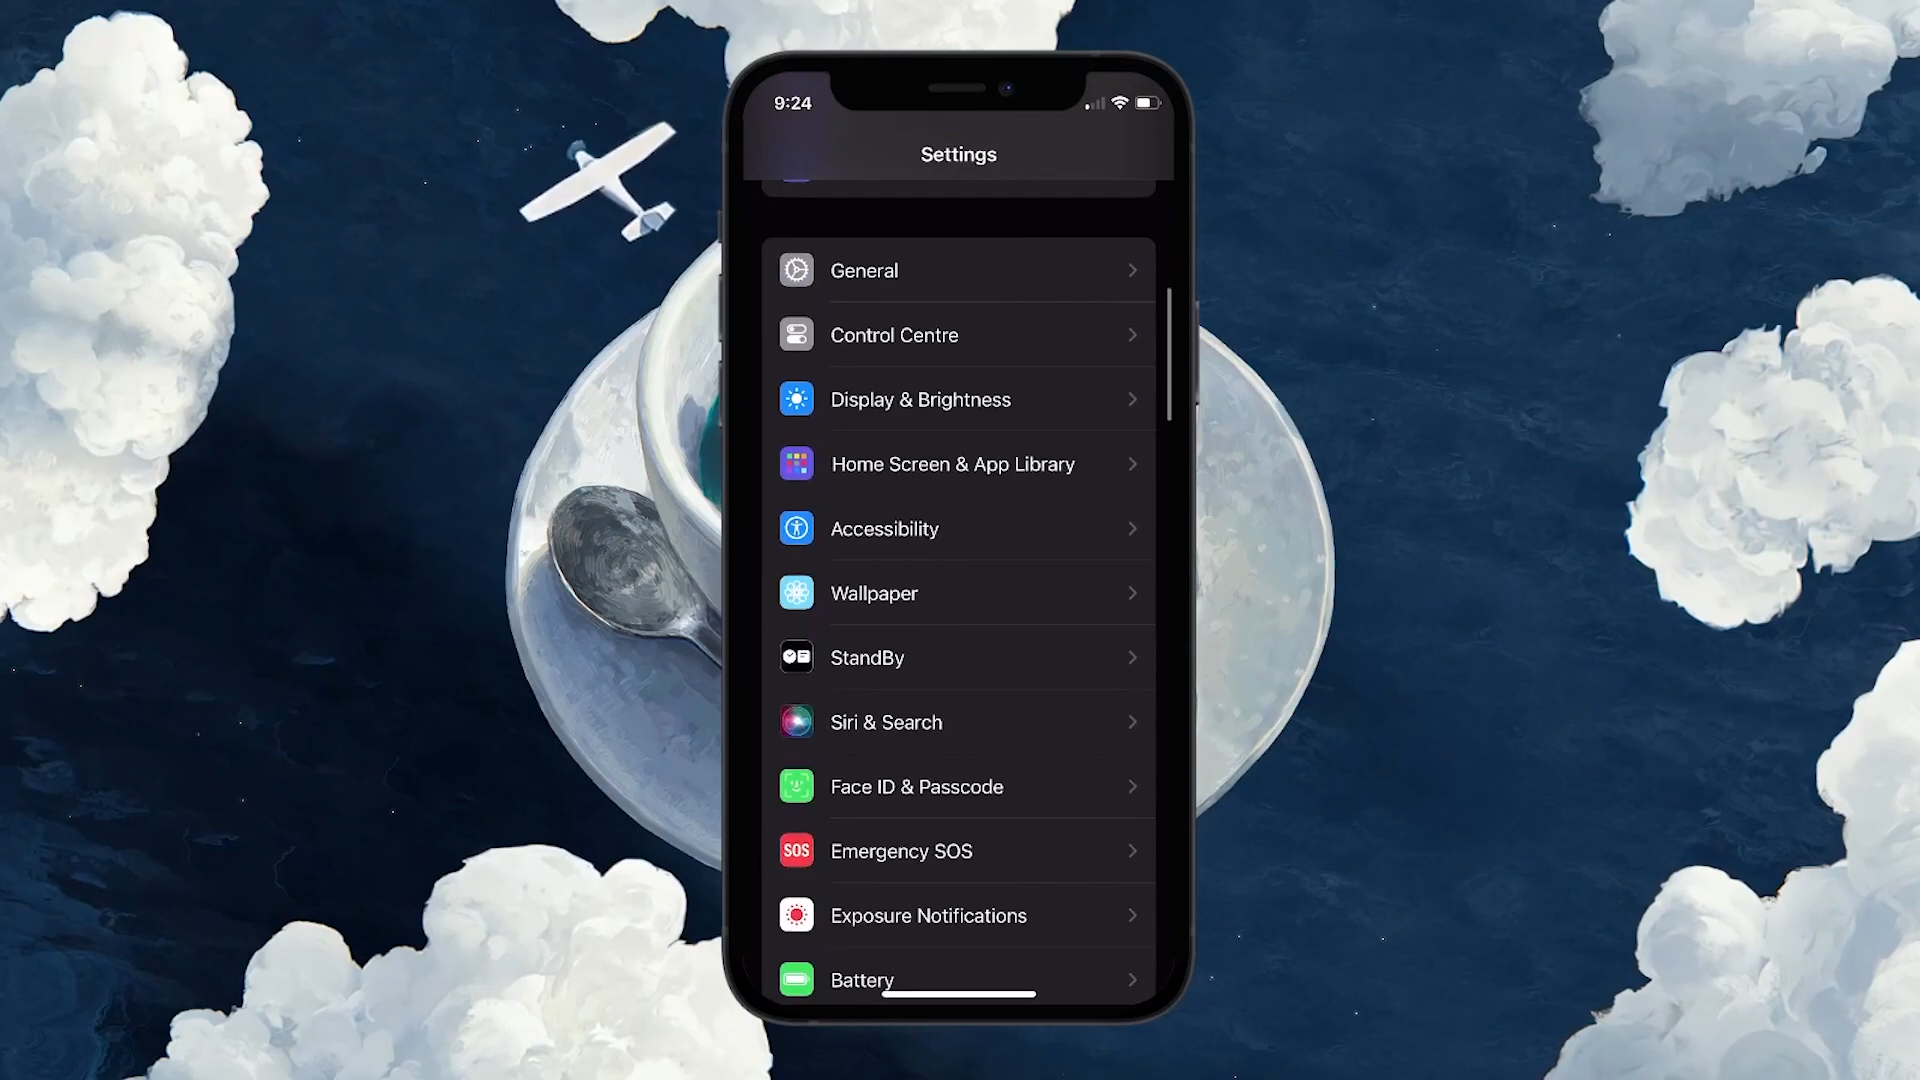 9:24
Settings
General
Control Centre
Display & Brightness
Home Screen & App Library
Accessibility
Wallpaper
StandBy
Siri & Search
Face ID & Passcode
SOS Emergency SOS
Exposure Notifications
Battery